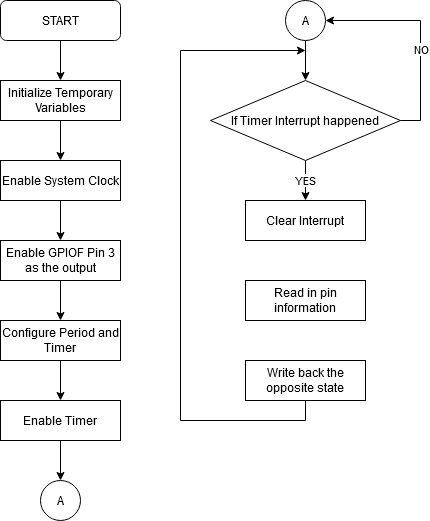 START
Initialize Temporary
Variables
Enable System Clock
Enable GPIOF Pin 3
as the output
Configure Period and
Timer
Enable Timer
A
A
NO
If Timer Interrupt happened
YES
Clear Interrupt
Read in pin
information
Write back the
opposite state